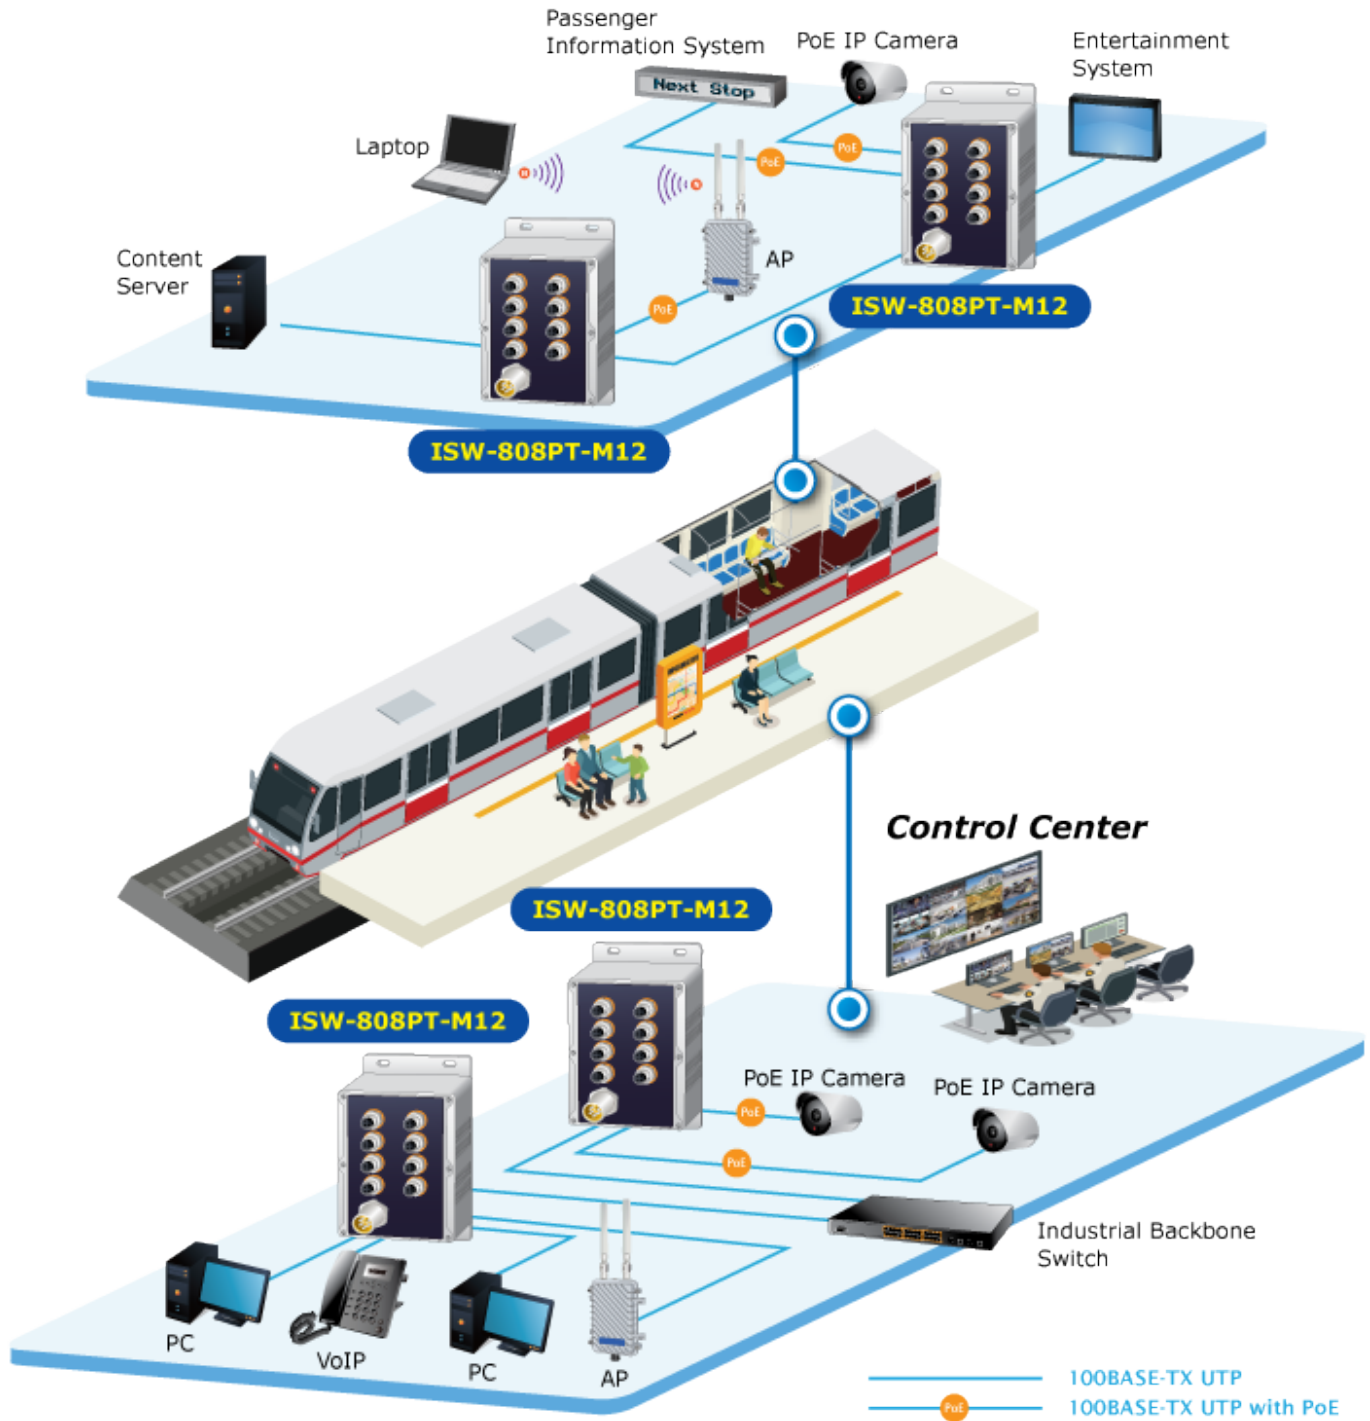 Passenger
Information System
PoE IP Camera
Entertainment
System
Next Stop
Laptop
PoE
PoE
Content
Server
AP
PoE
ISW-808PT-M12
ISW-808PT-M12
Control Center
ISW-808PT-M12
ISW-808PT-M12
PoE IP Camera
PoE IP Camera
PoE
PoE
Industrial Backbone
Switch
PC
VoIP
PC
AP
100BASE-TX UTP
PoE
100BASE-TX UTP with PoE